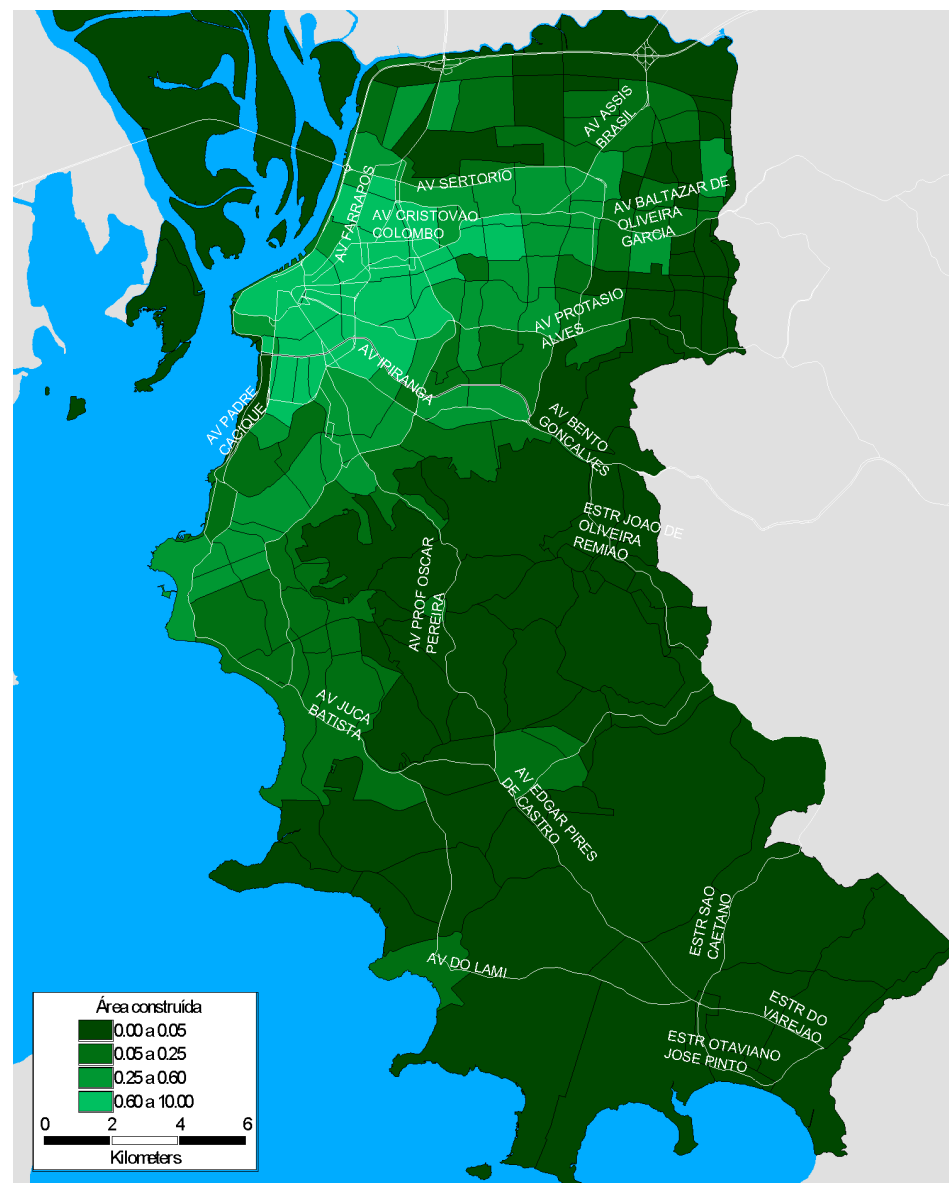 AV ASSIS
BRASIL
AV SERTORIO
AV FARRAPOS
AV CRISTOVAO
COLOMBO
AV BALTAZAR DE
OLIVEIRA
GARCIA
AV PROTASIO
ALVES
AV IRIRANGA
AV PADRE
CACIQUE
AV BENTO
GONCALVES
ESTR JOAO DE
OLIVEIRA
REMIAO
AV PROF OSCAR
PEREIRA
AV JUCA
BATISTA
AV EDGAR PIRES
DE CASTRO
ESTR SAO
CAETANO
AV DO LAMI
ESTR DO
VAREJAO
ESTR OTAVIANO
JOSE PINTO
Área construída
0.00 a 0.05
0.05 a 0.25
0.25 a 0.60
0.60 a 10.00
0 2 4 6
Kilometers